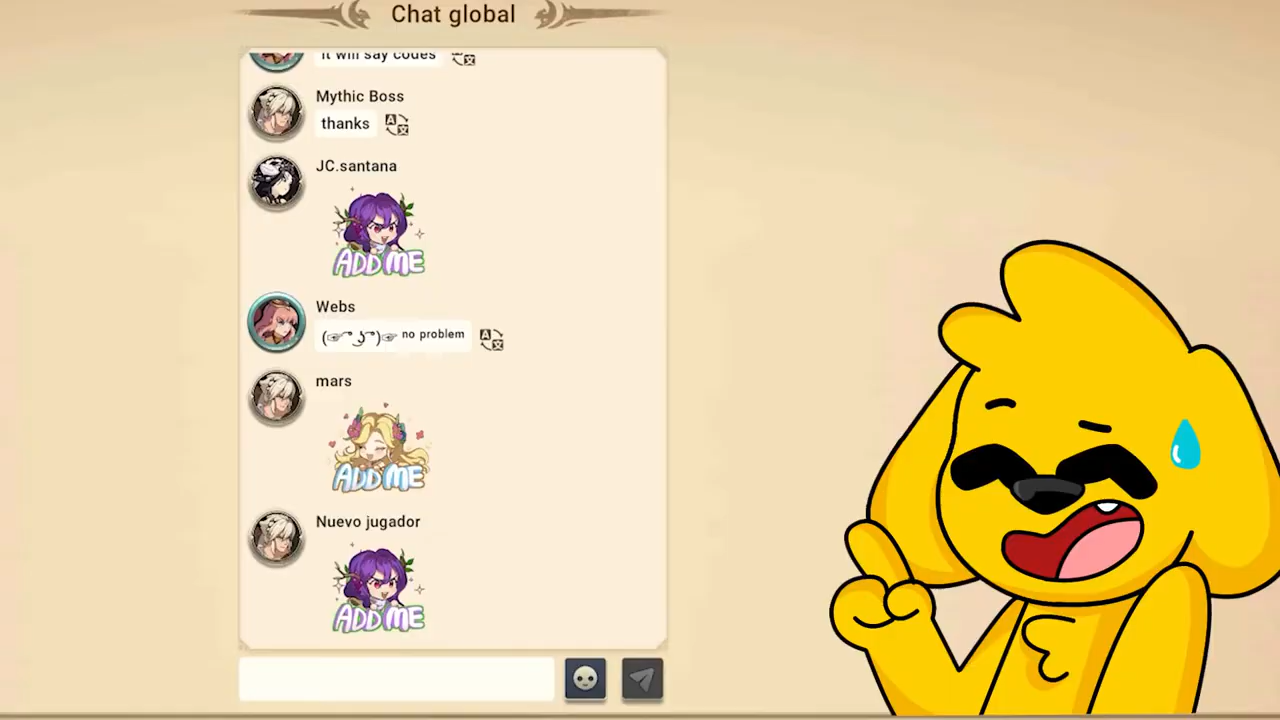 Chat global
it will say codes
Mythic Boss
thanks
JC.santana
ADD ME
Webs
(☞ ͡° ͜ʖ ͡°)☞ no problem
mars
ADD ME
Nuevo jugador
ADD ME